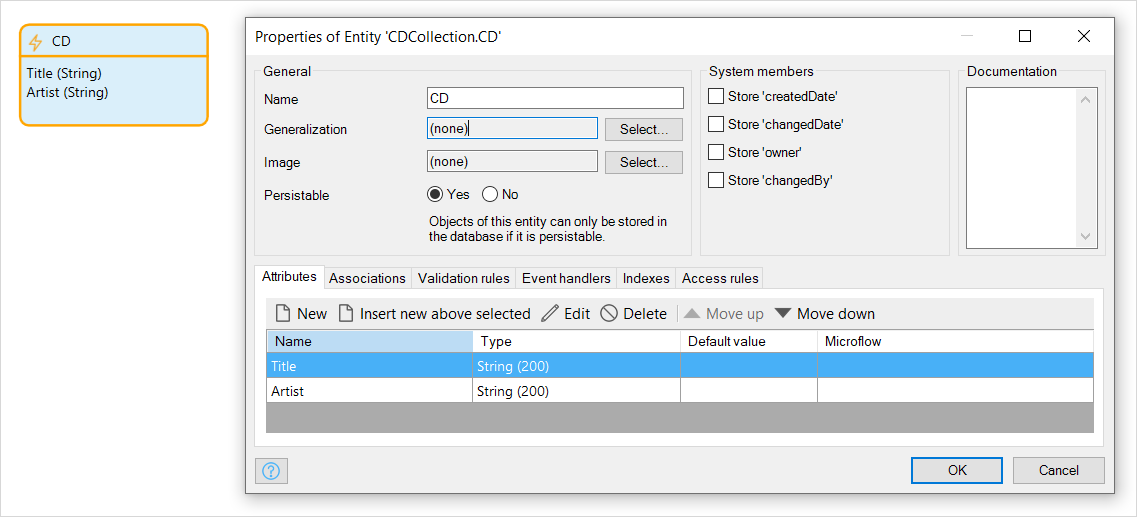 CD
Title (String)
Artist (String)
Properties of Entity 'CDCollection.CD'
General
Name
CD
Generalization
(none)
Select...
Image
(none)
Select...
Persistable
Yes
No
Objects of this entity can only be stored in
the database if it is persistable.
System members
Store 'createdDate'
Store 'changedDate'
Store 'owner'
Store 'changedBy'
Documentation
Attributes Associations Validation rules Event handlers Indexes Access rules
New Insert new above selected Edit Delete Move up Move down
Name Type Default value Microflow
Title String (200)
Artist String (200)
?
OK Cancel